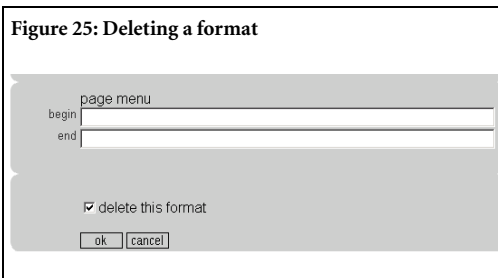 Figure 25: Deleting a format
page menu
begin
end
delete this format
ok cancel